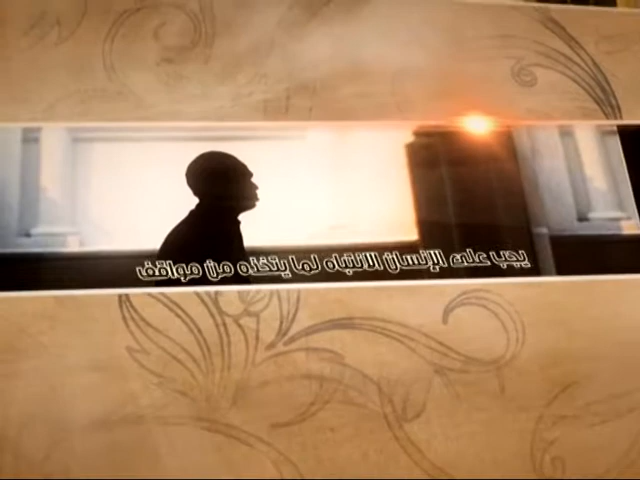 يجب على الإنسان الانتباه لما يتخذه من مواقف